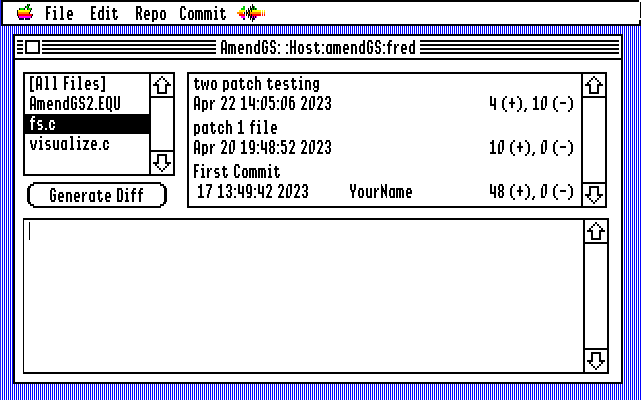 File Edit Repo Commit
AmendGS: :Host:amendGS:fred
[All Files]
AmendGS2.EQU
fs.c
visualize.c
Generate Diff
two patch testing
Apr 22 14:05:06 2023 4 (+), 10 (-)
patch 1 file
Apr 20 19:48:52 2023 10 (+), 0 (-)
First Commit
17 13:49:42 2023 YourName 48 (+), 0 (-)